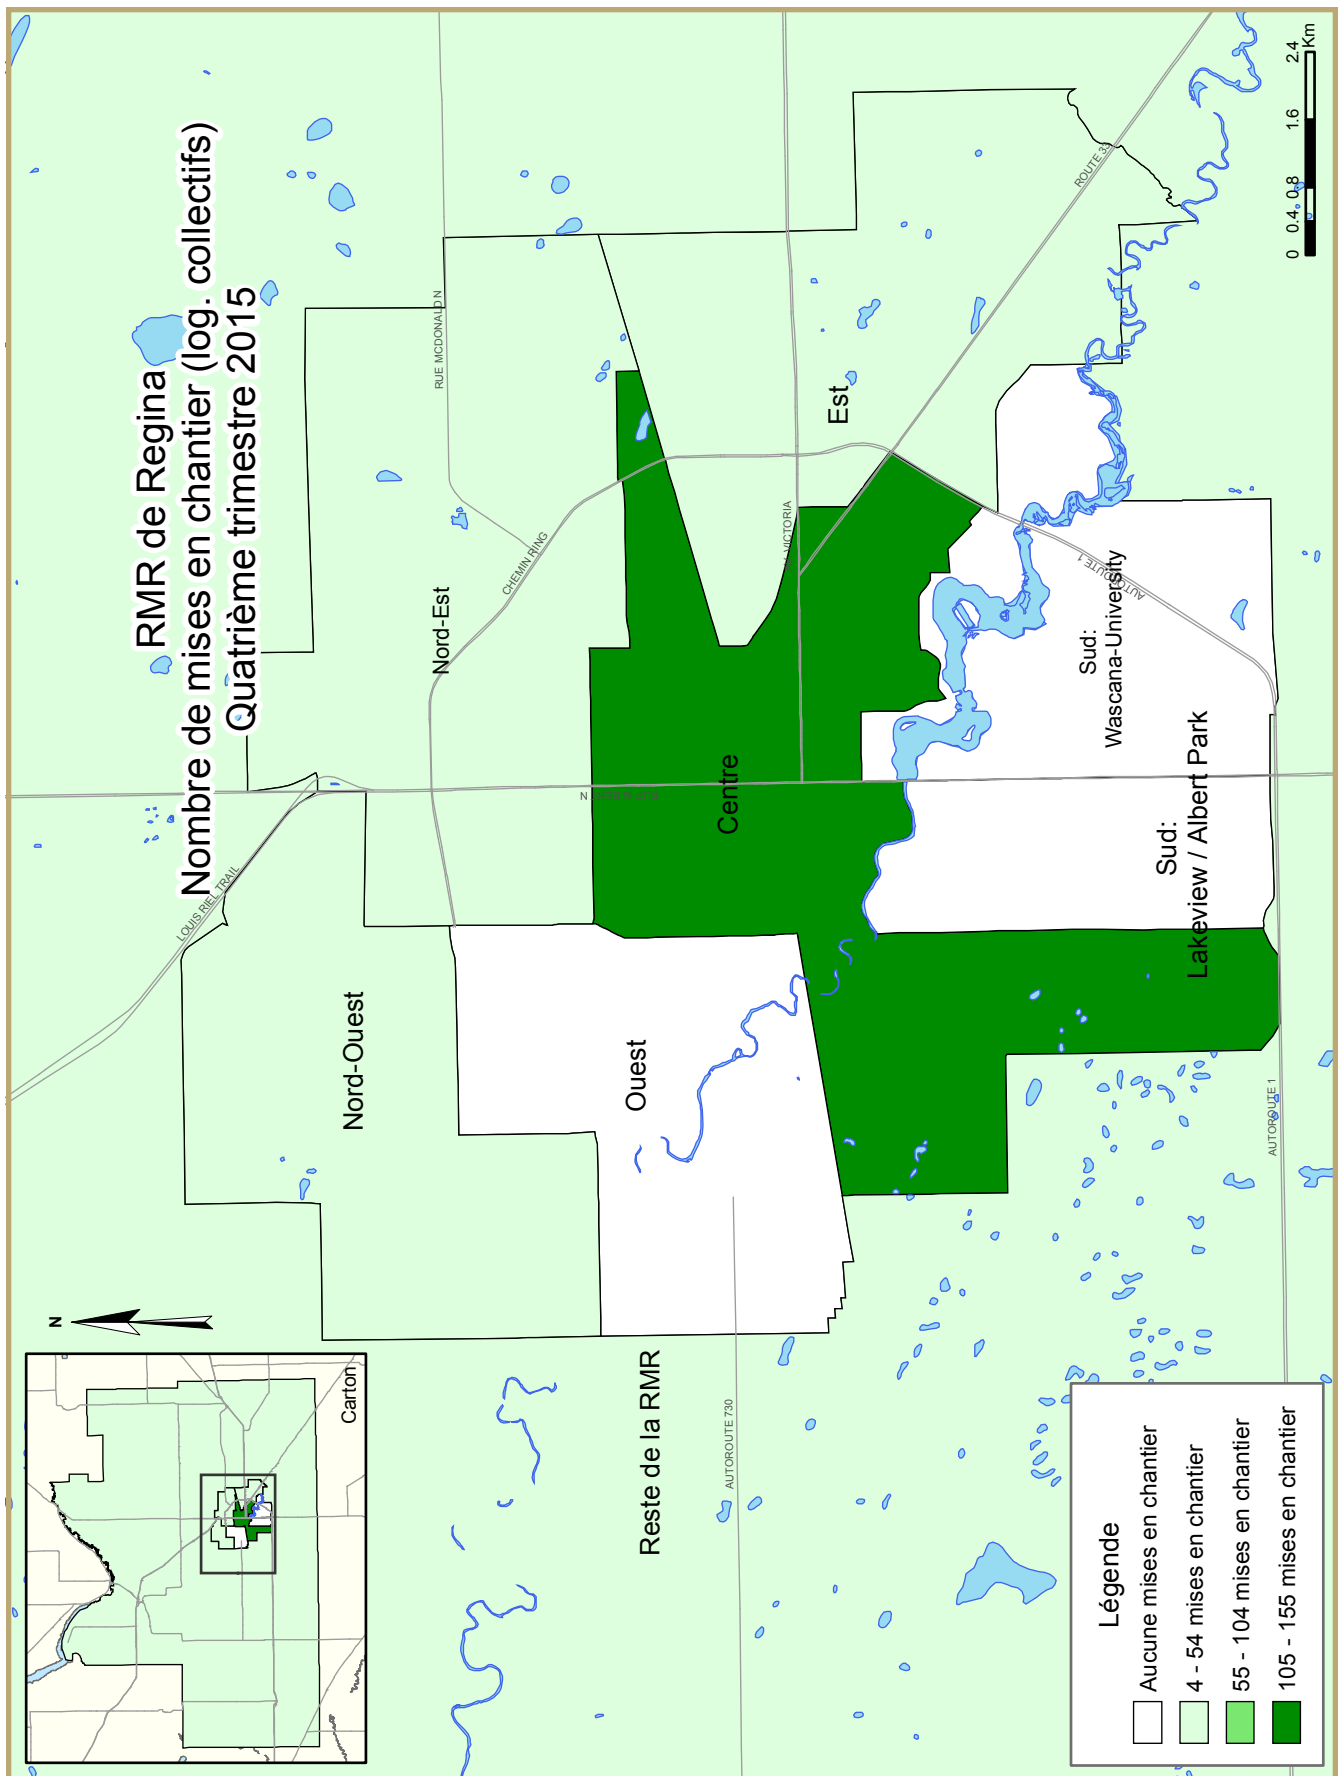 RMR de Regina
Nombre de mises en chantier (log. collectifs)
Quatrième trimestre 2015
N
Carton
LOUIS RIEL TRAIL
RUE MCDONALD N
CHEMIN RING
Nord-Est
Nord-Ouest
Ouest
Centre
Est
VICTORIA
N
ROUTE 33
Sud:
Wascana-University
AUTOROUTE 1
Sud:
Lakeview / Albert Park
Reste de la RMR
AUTOROUTE 730
AUTOROUTE 1
Légende
Aucune mises en chantier
4 - 54 mises en chantier
55 - 104 mises en chantier
105 - 155 mises en chantier
0 0.4 0.8 1.6 2.4
Km